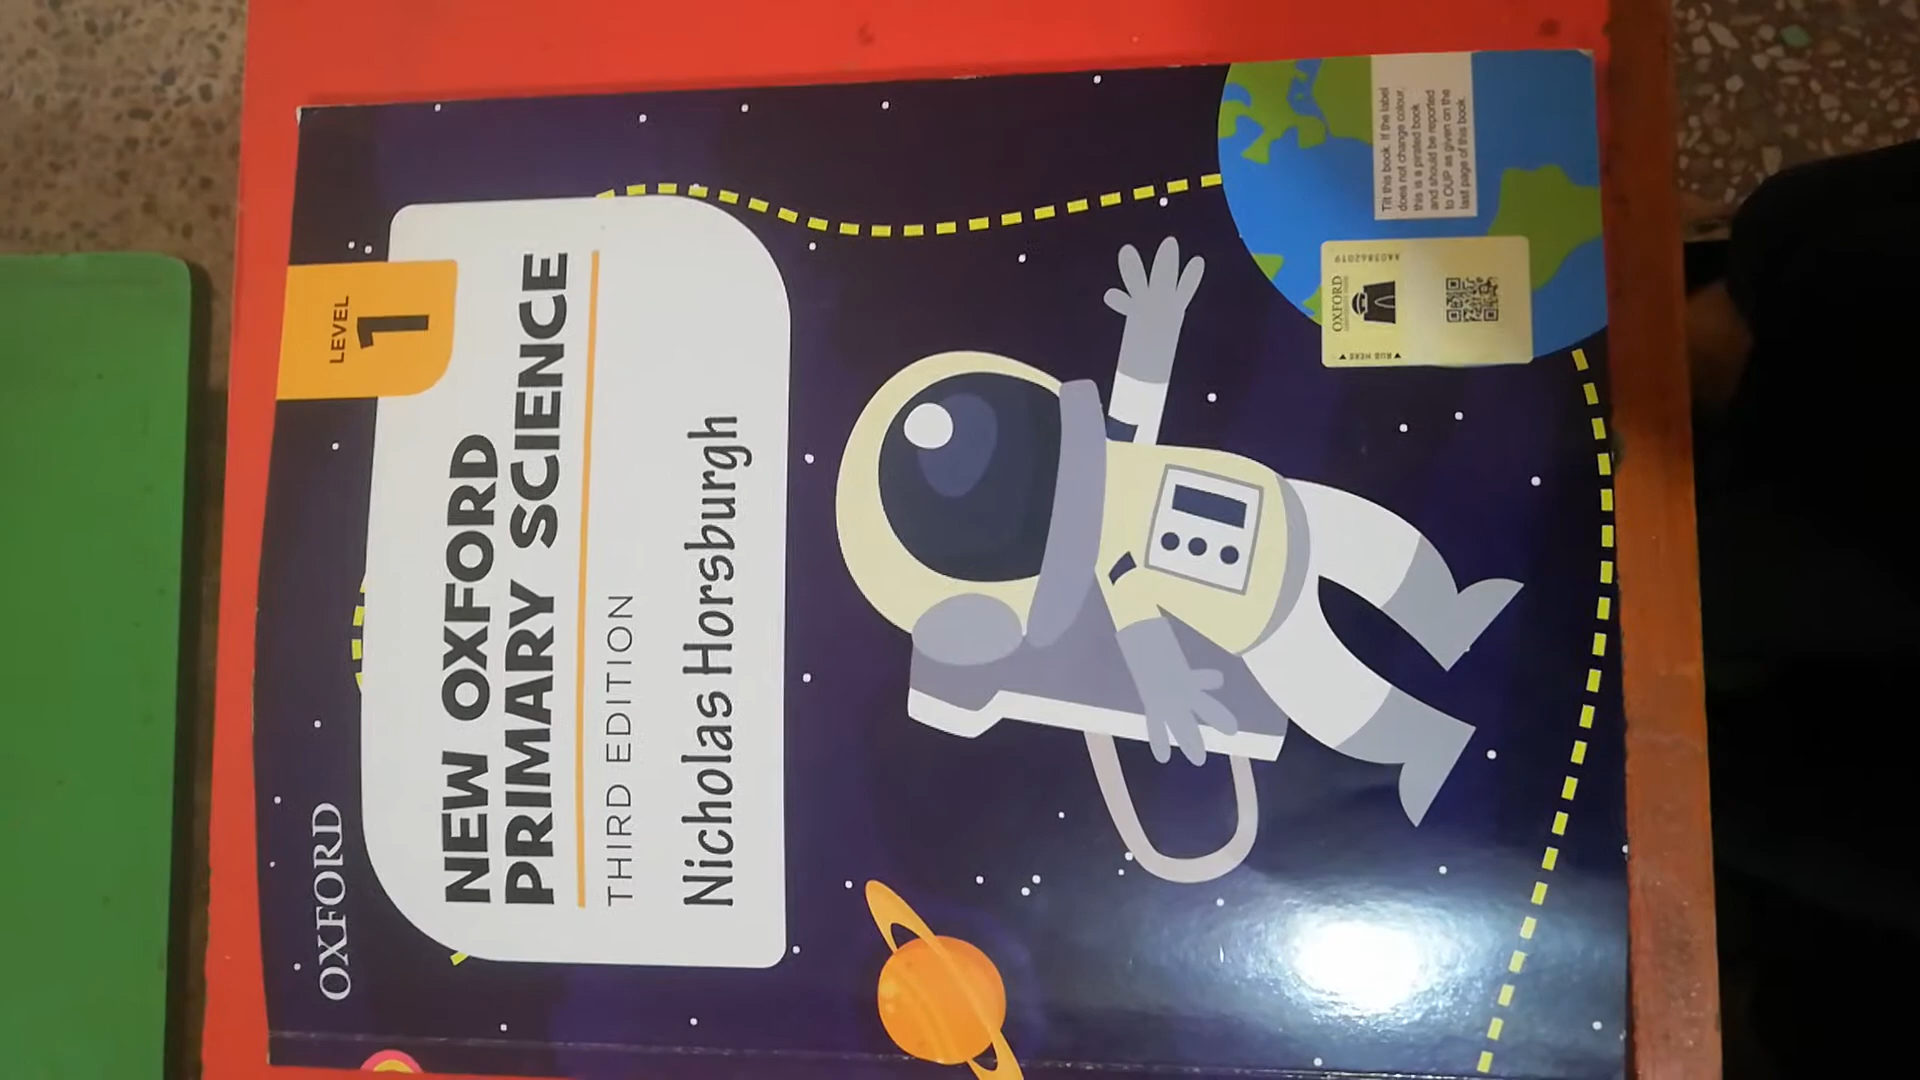 OXFORD
LEVEL
1
NEW OXFORD
PRIMARY SCIENCE
THIRD EDITION
Nicholas Horsburgh
Tilt this book. If the label
does not change colour,
this is a pirated book
and should be reported
to OUP as given on the
last page of this book.
OXFORD
RUB HERE